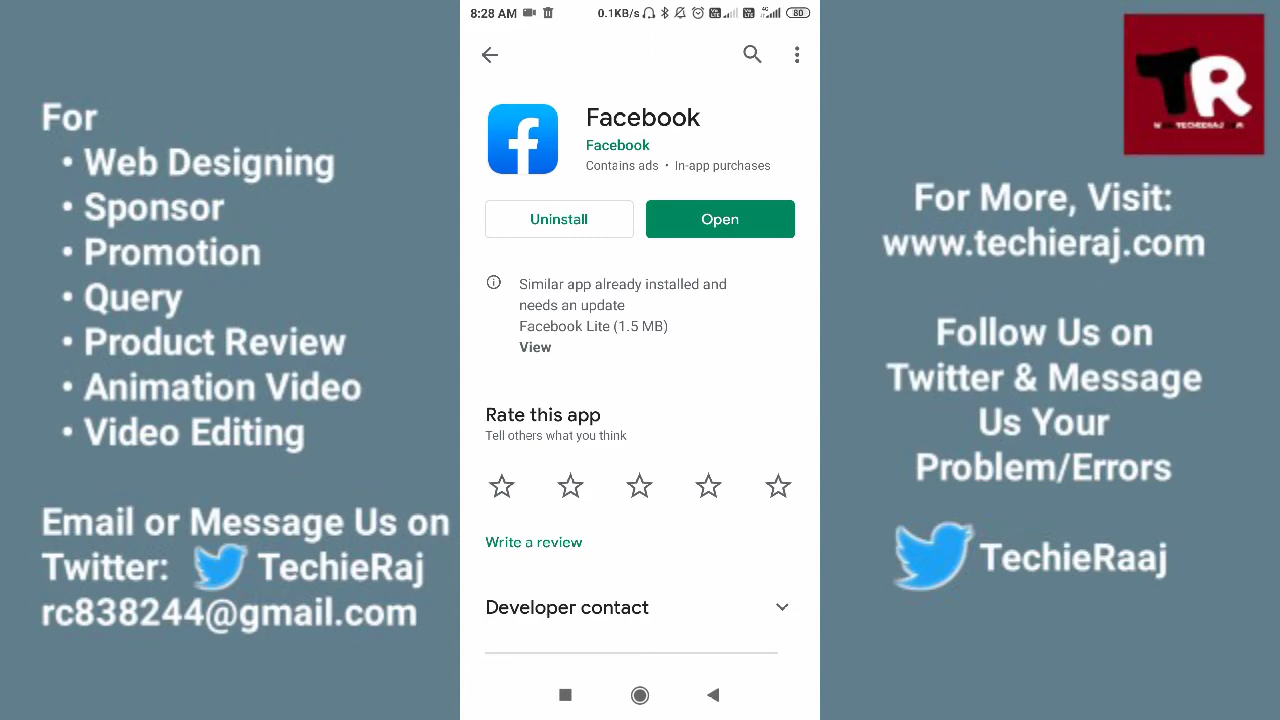 For
• Web Designing
• Sponsor
• Promotion
• Query
• Product Review
• Animation Video
• Video Editing
Email or Message Us on
Twitter: TechieRaj
rc838244@gmail.com
8:28 AM 0.1KB/s 4G 80
Facebook
Facebook
Contains ads • In-app purchases
Uninstall Open
Similar app already installed and
needs an update
Facebook Lite (1.5 MB)
View
Rate this app
Tell others what you think
Write a review
Developer contact
TR
For More, Visit:
www.techieraj.com
Follow Us on
Twitter & Message
Us Your
Problem/Errors
TechieRaaj